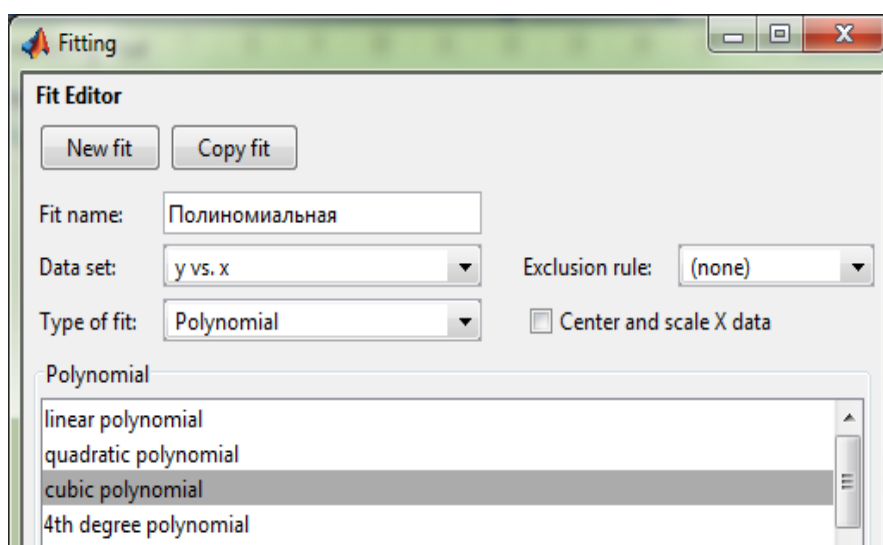 Fitting
Fit Editor
New fit Copy fit
Fit name: Полиномиальная
Data set: y vs. x Exclusion rule: (none)
Type of fit: Polynomial Center and scale X data
Polynomial
linear polynomial
quadratic polynomial
cubic polynomial
4th degree polynomial